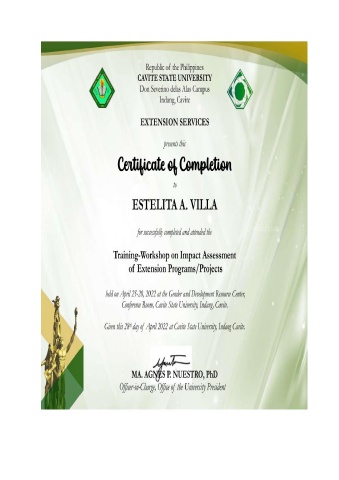 Republic of the Philippines
CAVITE STATE UNIVERSITY
Don Severino delas Alas Campus
Indang, Cavite
EXTENSION SERVICES
presents this
Certificate of Completion
to
ESTELITA A. VILLA
for successfully completed and attended the
Training-Workshop on Impact Assessment
of Extension Programs/Projects
held on April 25-28, 2022 at the Gender and Development Resource Center,
Conference Room, Cavite State University, Indang, Cavite.
Given this 28th day of April 2022 at Cavite State University, Indang Cavite.
MA. AGNES P. NUESTRO, PhD
Officer-in-Charge, Office of the University President